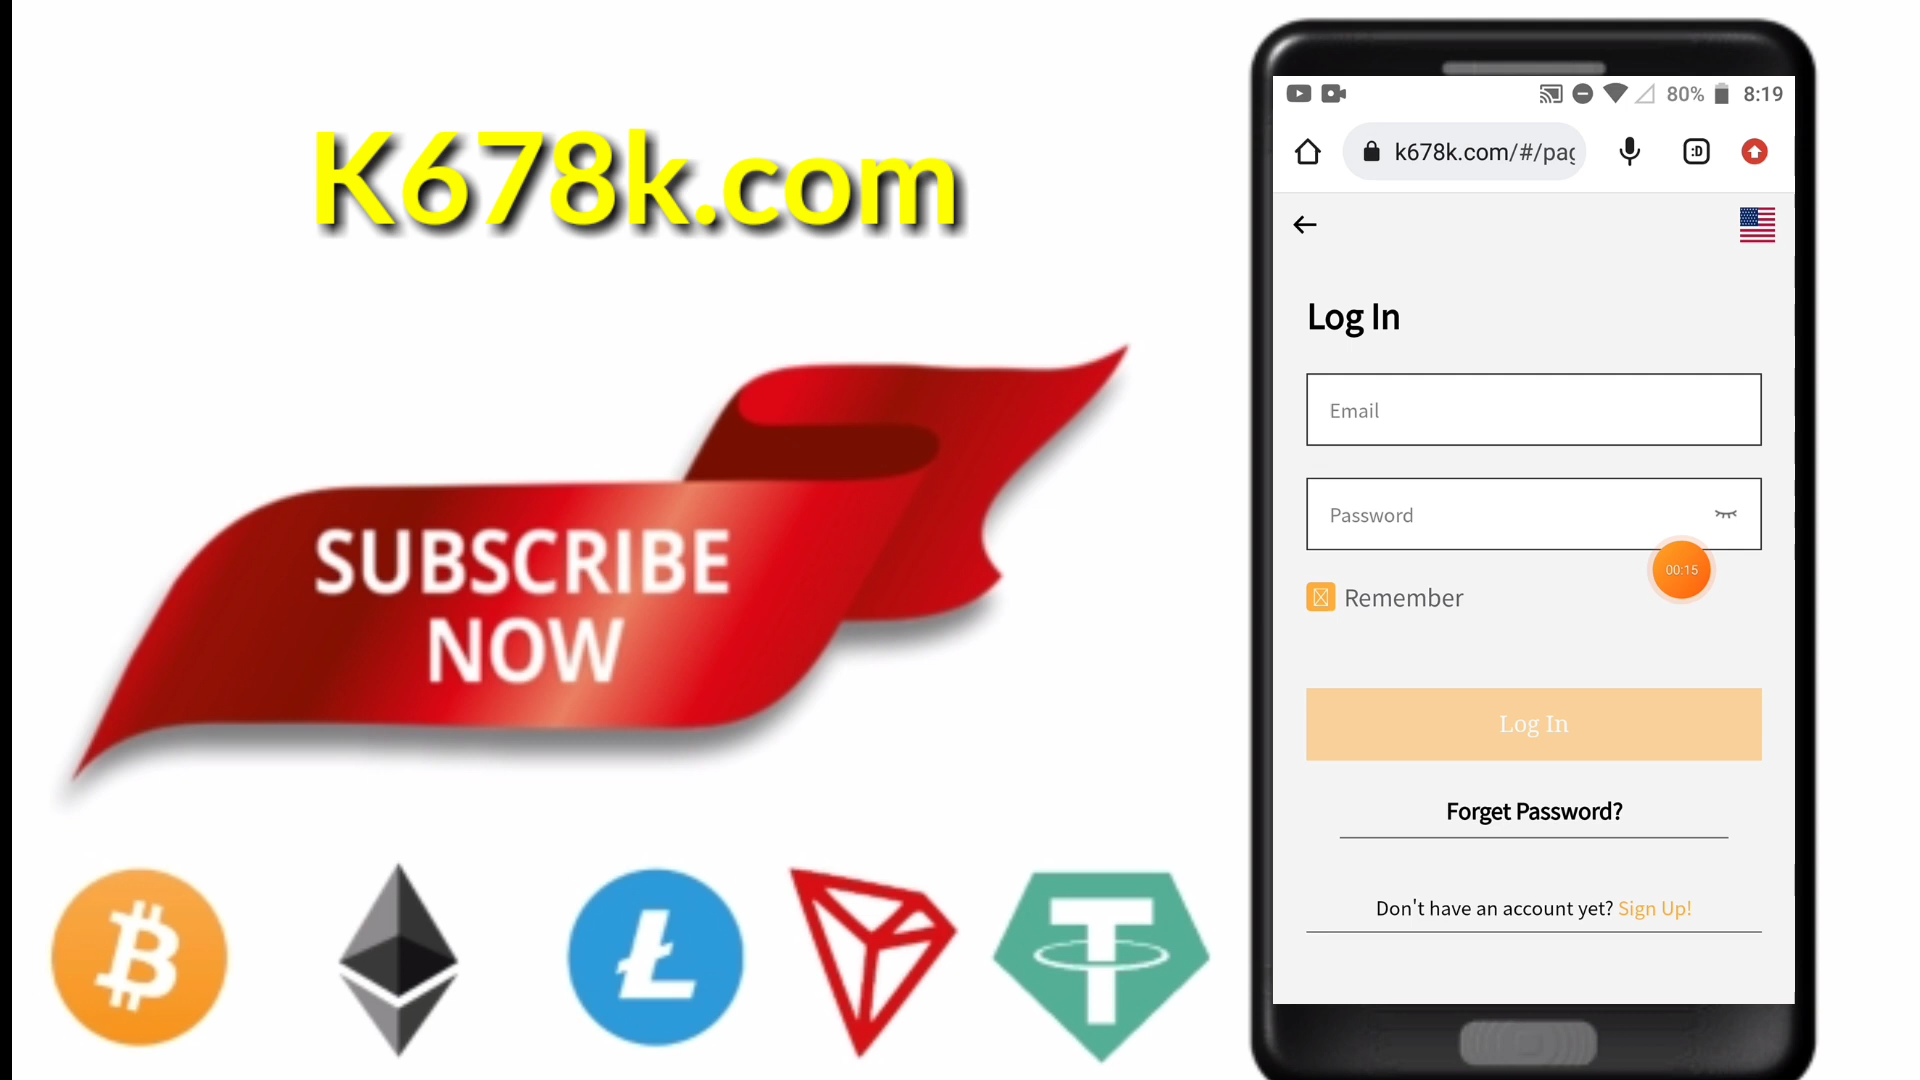 K678k.com
SUBSCRIBE
NOW
80% 8:19
k678k.com/#/pag
:D
Log In
Email
Password
00:15
Remember
Log In
Forget Password?
Don't have an account yet? Sign Up!